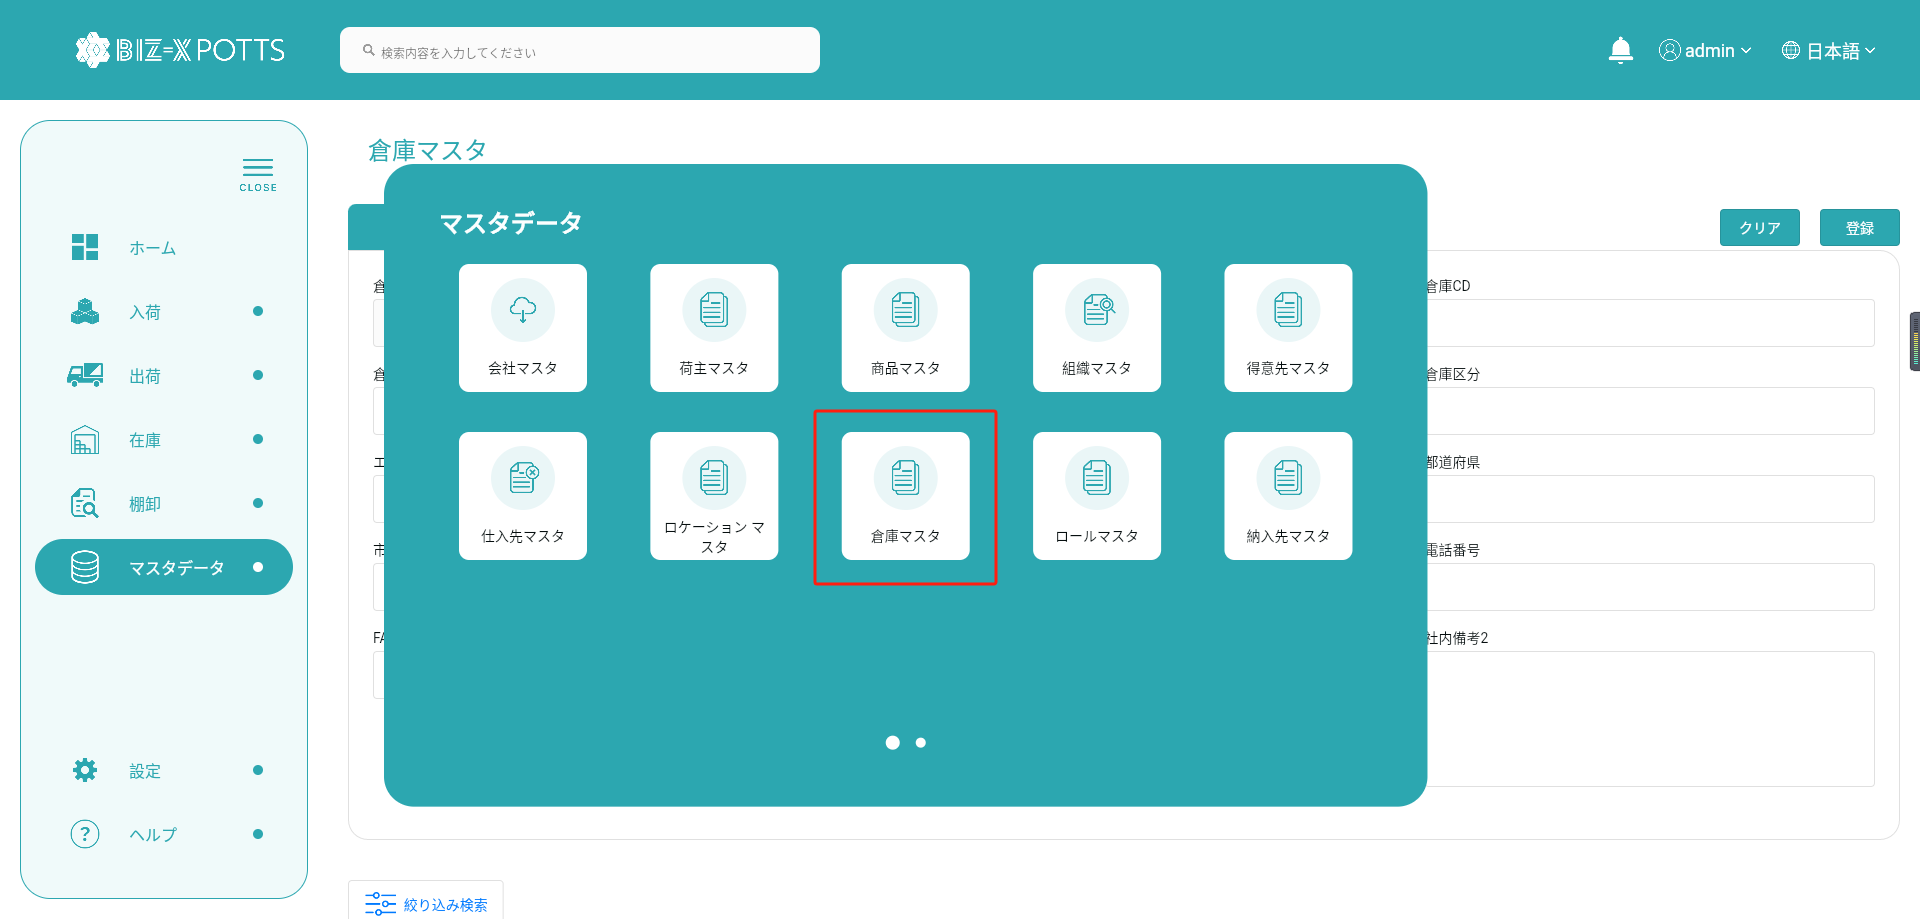 BIZ=X POTTS
検索内容を入力してください
admin
日本語
CLOSE
ホーム
入荷
出荷
在庫
棚卸
マスタデータ
設定
ヘルプ
倉庫マスタ
クリア
登録
マスタデータ
会社マスタ
荷主マスタ
商品マスタ
組織マスタ
得意先マスタ
仕入先マスタ
ロケーション マ
スタ
倉庫マスタ
ロールマスタ
納入先マスタ
倉
倉
エ
市
FA
倉庫CD
倉庫区分
都道府県
電話番号
社内備考2
絞り込み検索